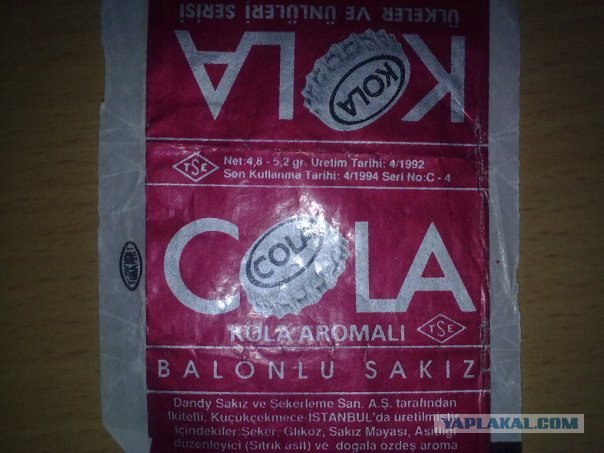 ÜLKELER VE ÜNLÜLERİ SERİSİ
KOLA
KOLA
TSE
Net:4,8 - 5,2 gr. Üretim Tarihi: 4/1992
Son Kullanma Tarihi: 4/1994 Seri No:C - 4
COLA
COLA
KOLA AROMALI
TSE
BALONLU SAKIZ
Dandy Sakız ve Şekerleme San. A.Ş. tarafından
İkitelli, Küçükçekmece-İSTANBUL'da üretilmiştir.
İçindekiler:Şeker, Glikoz, Sakız Mayası, Asitliği
düzenleyici (Sitrik asit) ve doğala özdeş aroma
YAPLAKAL.COM